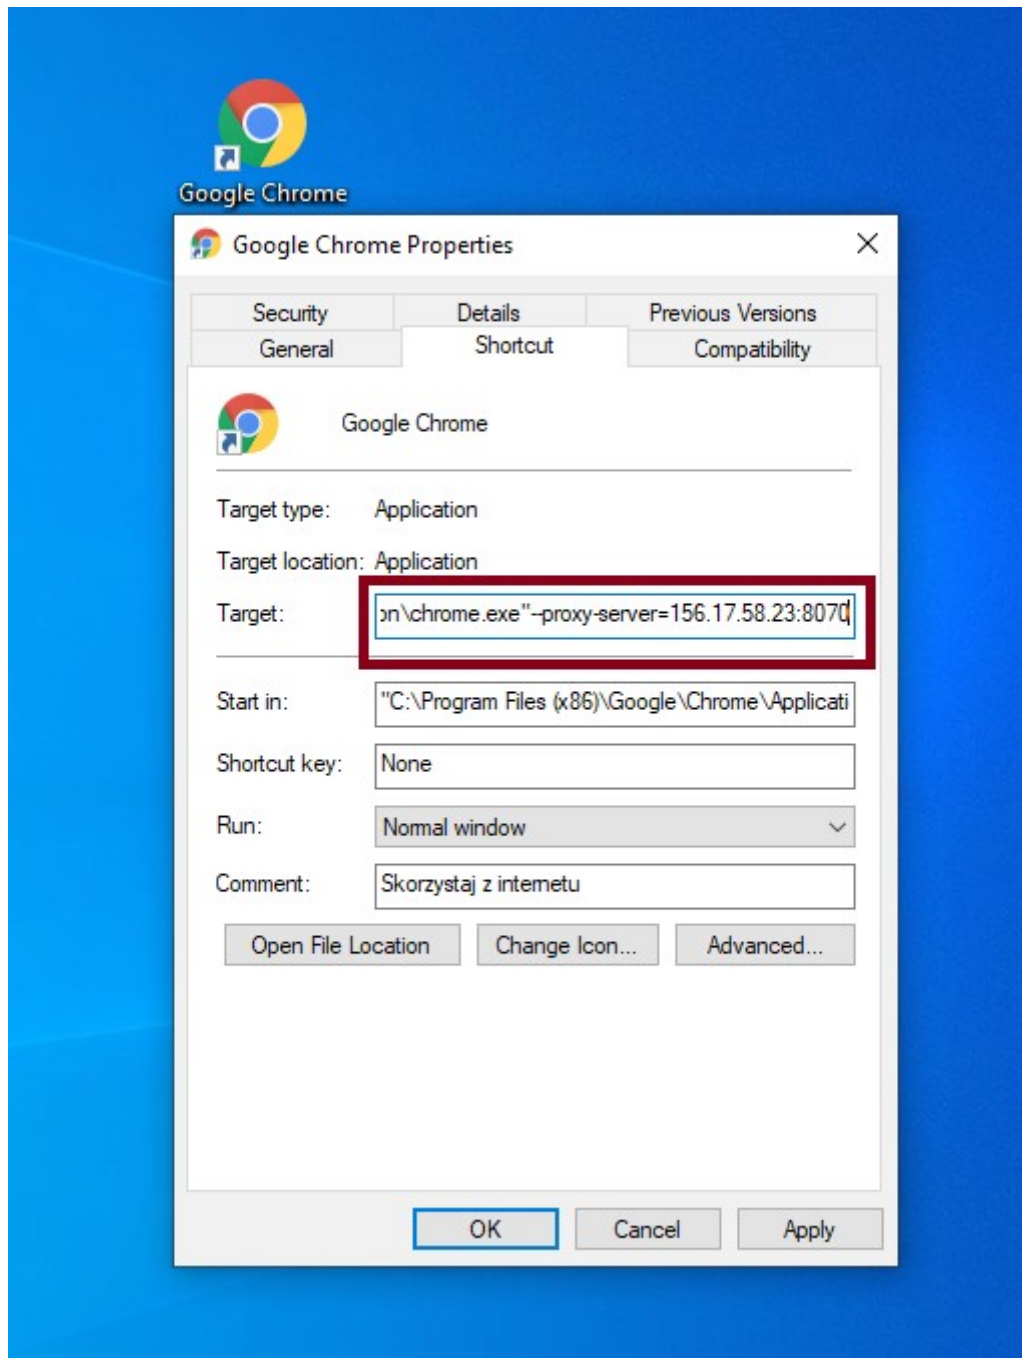 Google Chrome
Google Chrome Properties
Security Details Previous Versions
General Shortcut Compatibility
Google Chrome
Target type: Application
Target location: Application
Target: on\chrome.exe"--proxy-server=156.17.58.23:8070
Start in: "C:\Program Files (x86)\Google\Chrome\Applicati
Shortcut key: None
Run: Normal window
Comment: Skorzystaj z internetu
Open File Location Change Icon... Advanced...
OK Cancel Apply